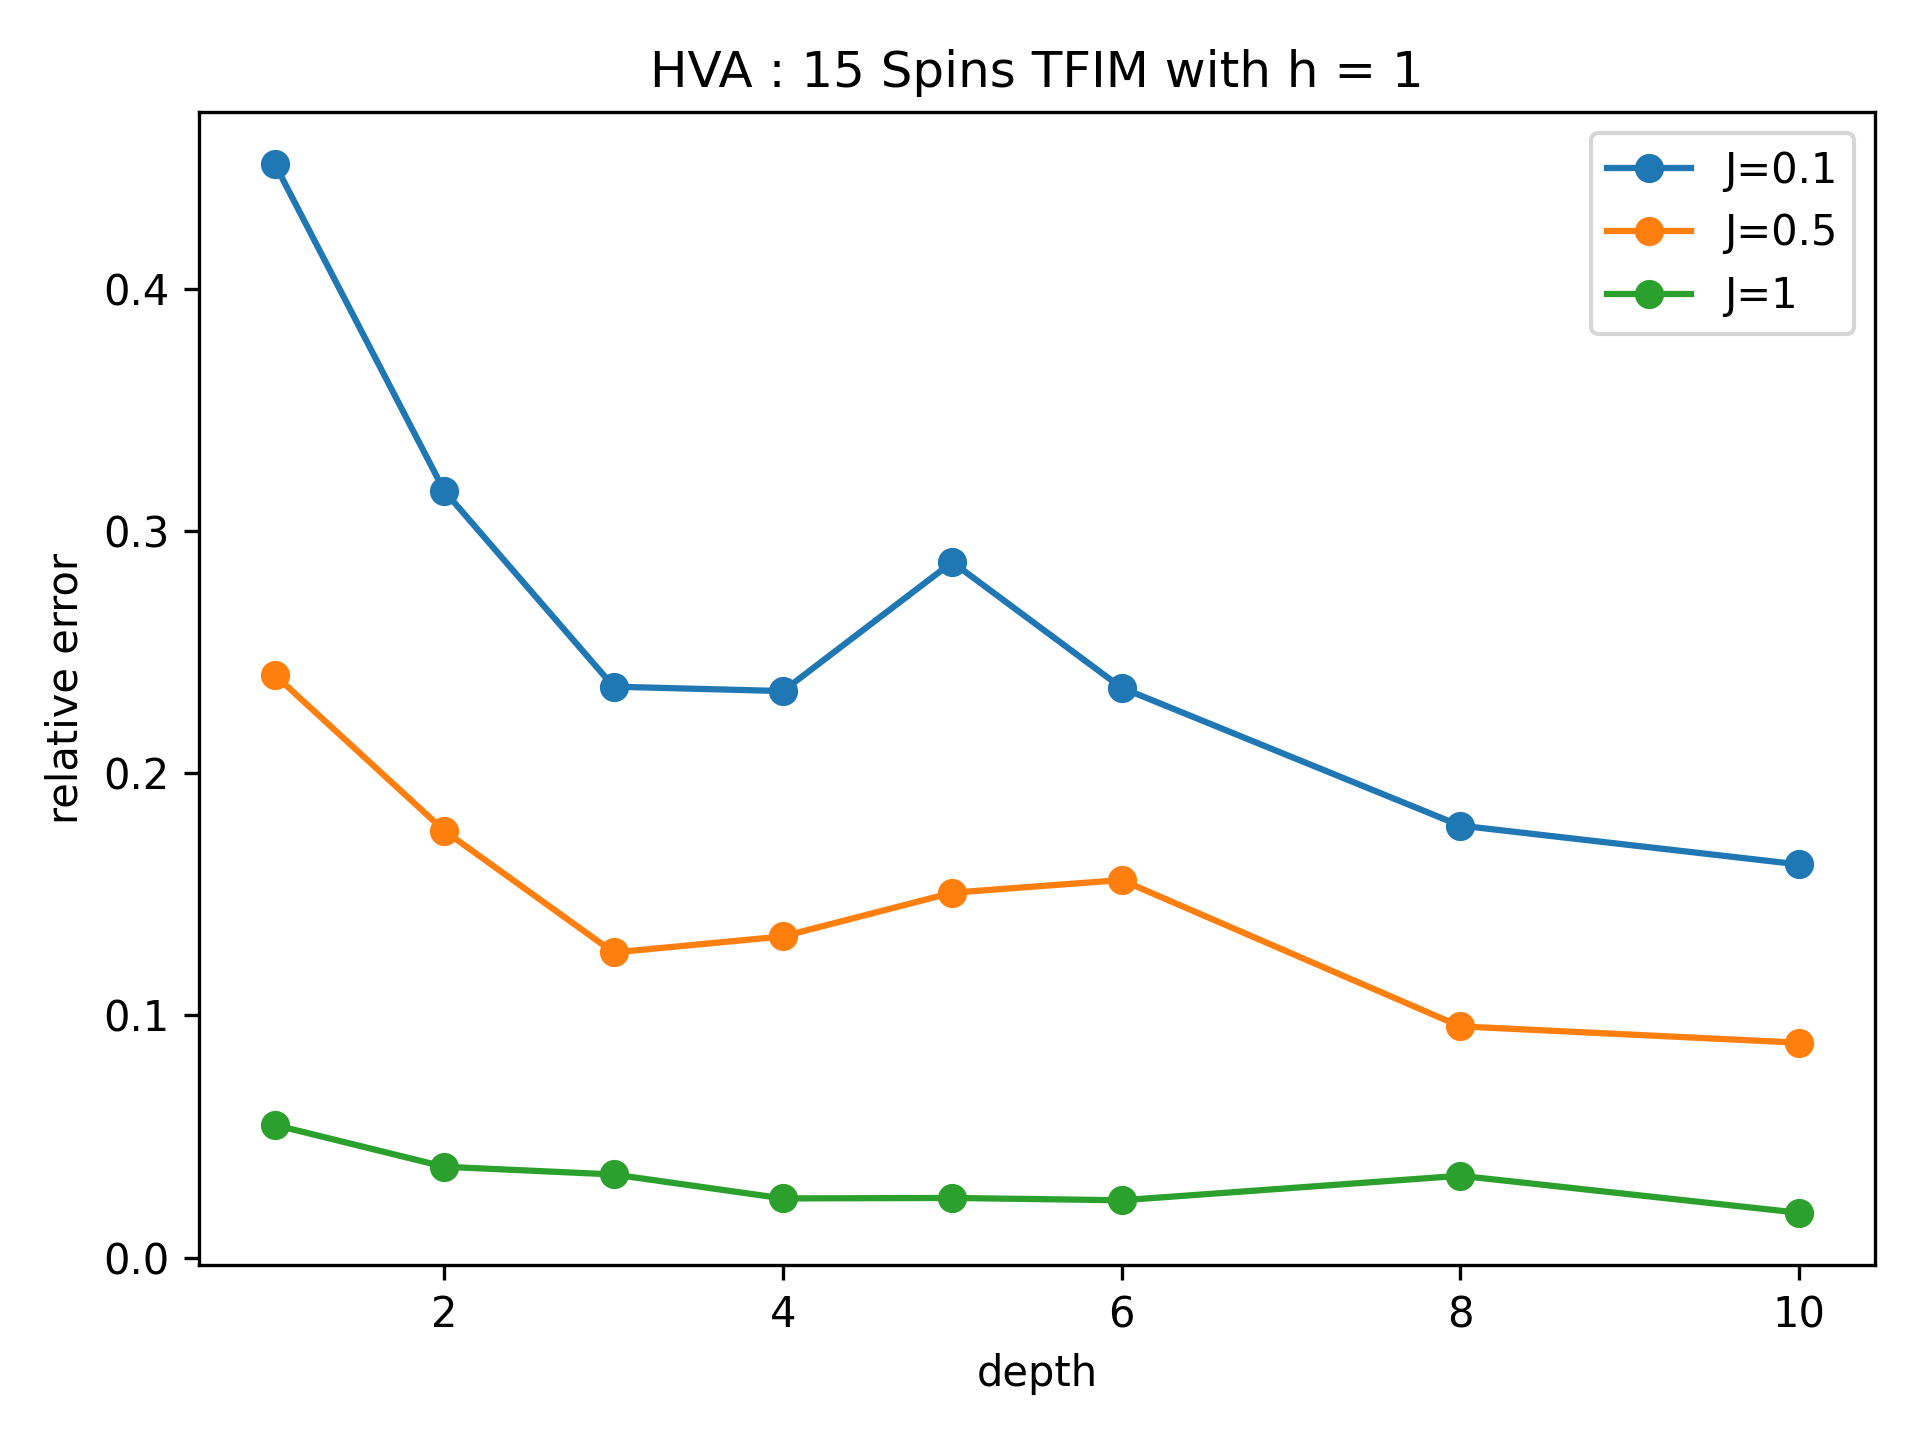 HVA : 15 Spins TFIM with h = 1
J=0.1
J=0.5
J=1
relative error
0.4
0.3
0.2
0.1
0.0
2 4 6 8 10
depth